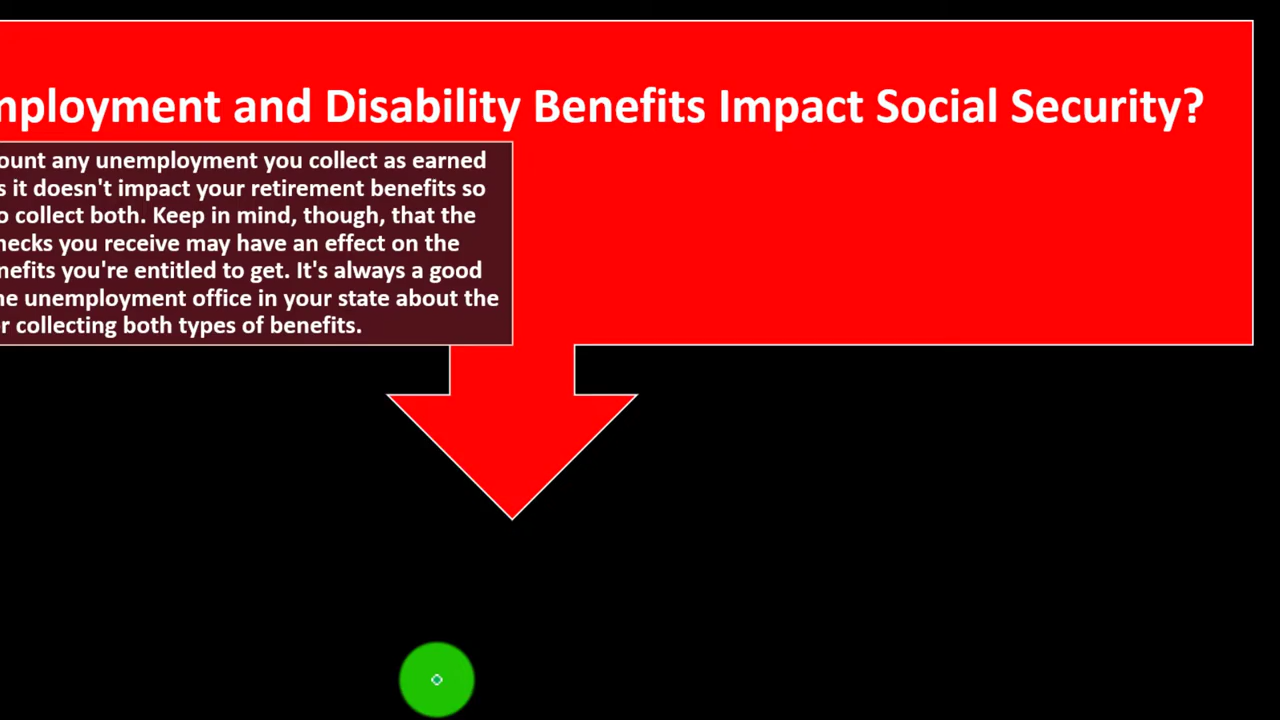 mployment and Disability Benefits Impact Social Security?
ount any unemployment you collect as earned
s it doesn't impact your retirement benefits so
o collect both. Keep in mind, though, that the
hecks you receive may have an effect on the
nefits you're entitled to get. It's always a good
he unemployment office in your state about the
r collecting both types of benefits.